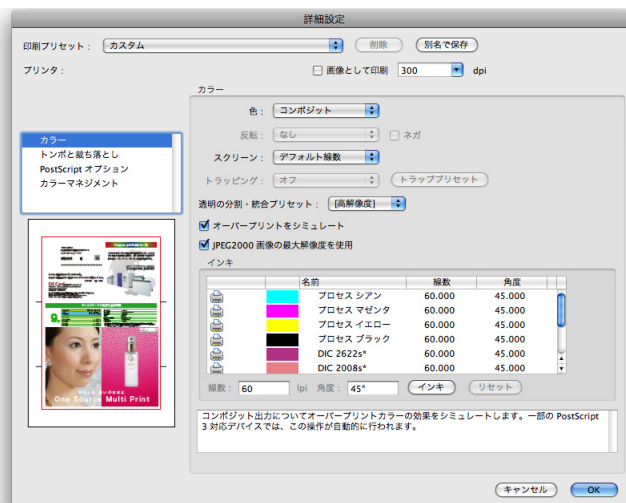 詳細設定
印刷プリセット： カスタム 削除 別名で保存
プリンタ： 画像として印刷 300 dpi
カラー
色： コンポジット
反転： なし ネガ
スクリーン： デフォルト線数
トラッピング： オフ トラッププリセット
透明の分割・統合プリセット： [高解像度]
オーバープリントをシミュレート
JPEG2000 画像の最大解像度を使用
カラー
トンボと裁ち落とし
PostScript オプション
カラーマネジメント
インキ
名前 線数 角度
プロセス シアン 60.000 45.000
プロセス マゼンタ 60.000 45.000
プロセス イエロー 60.000 45.000
プロセス ブラック 60.000 45.000
DIC 2622s* 60.000 45.000
DIC 2008s* 60.000 45.000
線数： 60 lpi 角度： 45° インキ リセット
コンポジット出力についてオーバープリントカラーの効果をシミュレートします。一部の PostScript
3 対応デバイスでは、この操作が自動的に行われます。
One Source Multi Print
キャンセル OK